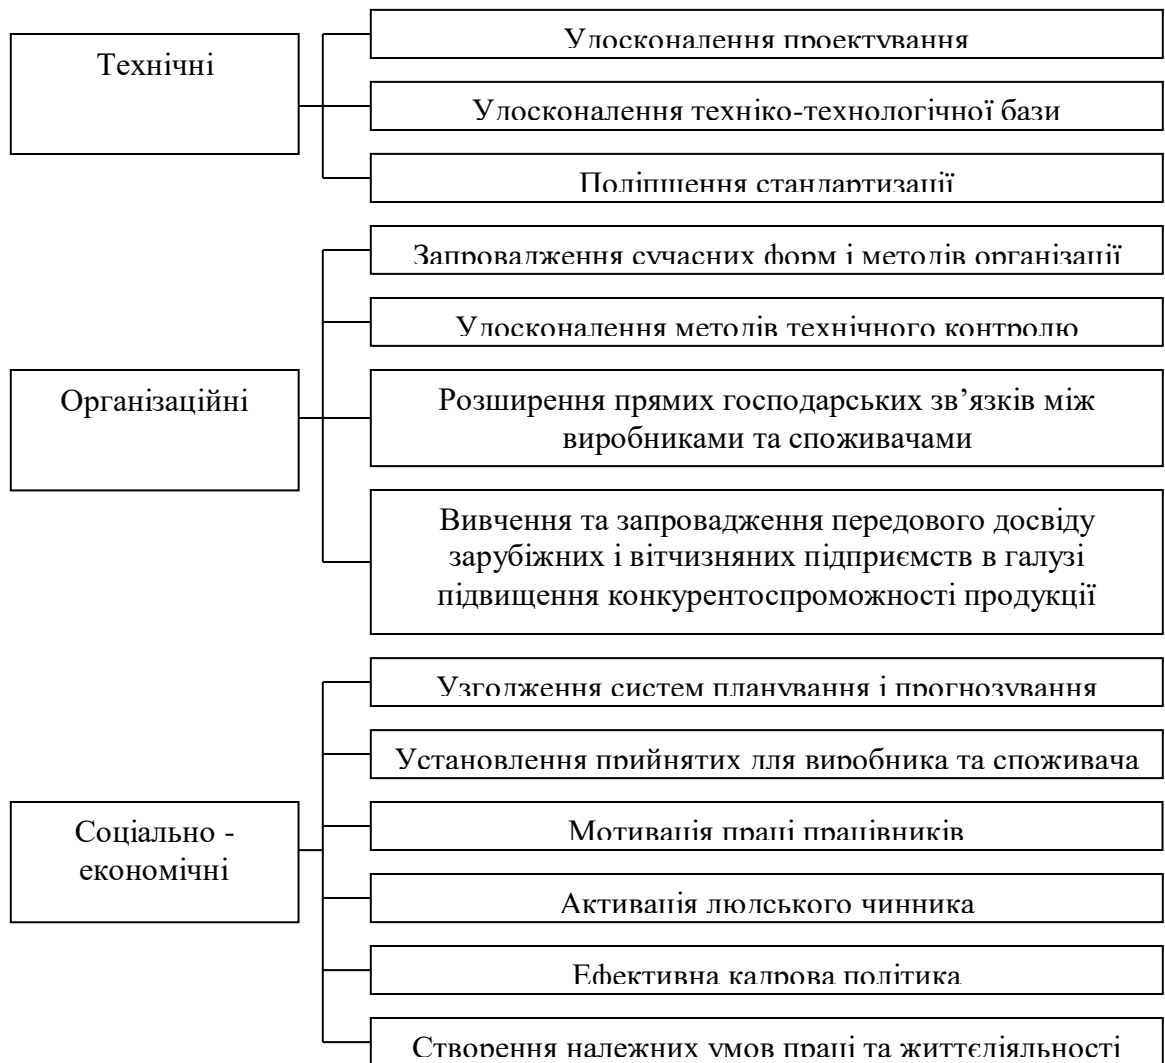 Технічні
Удосконалення проектування
Удосконалення техніко-технологічної бази
Поліпшення стандартизації
Організаційні
Запровадження сучасних форм і методів організації
Удосконалення методів технічного контролю
Розширення прямих господарських зв’язків між
виробниками та споживачами
Вивчення та запровадження передового досвіду
зарубіжних і вітчизняних підприємств в галузі
підвищення конкурентоспроможності продукції
Соціально -
економічні
Узгодження систем планування і прогнозування
Установлення прийнятих для виробника та споживача
Мотивація праці працівників
Активація людського чинника
Ефективна кадрова політика
Створення належних умов праці та життєдіяльності